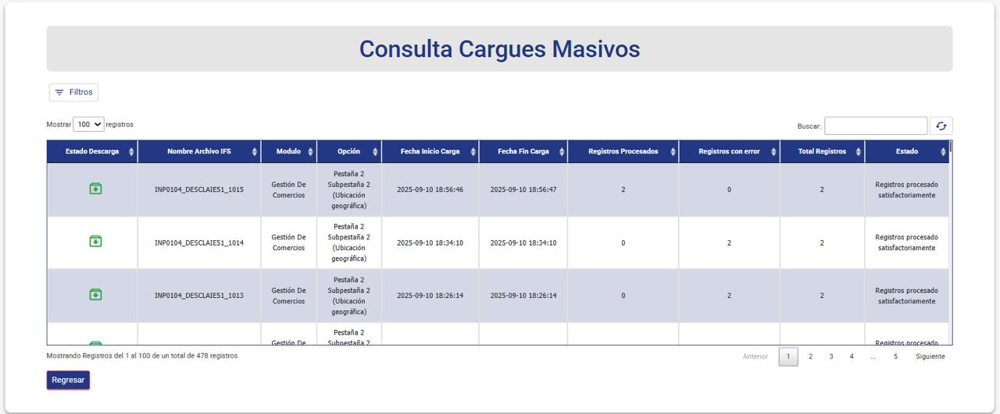 Consulta Cargues Masivos
Filtros
Mostrar 100 registros
Buscar:
Estado Descarga Nombre Archivo IFS Modulo Opción Fecha Inicio Carga Fecha Fin Carga Registros Procesados Registros con error Total Registros Estado
INP0104_DESCLAIE51_1015 Gestión De Comercios Pestaña 2 Subpestaña 2 (Ubicación geográfica) 2025-09-10 18:56:46 2025-09-10 18:56:47 2 0 2 Registros procesado satisfactoriamente
INP0104_DESCLAIE51_1014 Gestión De Comercios Pestaña 2 Subpestaña 2 (Ubicación geográfica) 2025-09-10 18:34:10 2025-09-10 18:34:10 0 2 2 Registros procesado satisfactoriamente
INP0104_DESCLAIE51_1013 Gestión De Comercios Pestaña 2 Subpestaña 2 (Ubicación geográfica) 2025-09-10 18:26:14 2025-09-10 18:26:14 0 2 2 Registros procesado satisfactoriamente
Gestión De Pestaña 2 Subpestaña 2 Registros procesado
Mostrando Registros del 1 al 100 de un total de 478 registros
Anterior 1 2 3 4 ... 5 Siguiente
Regresar